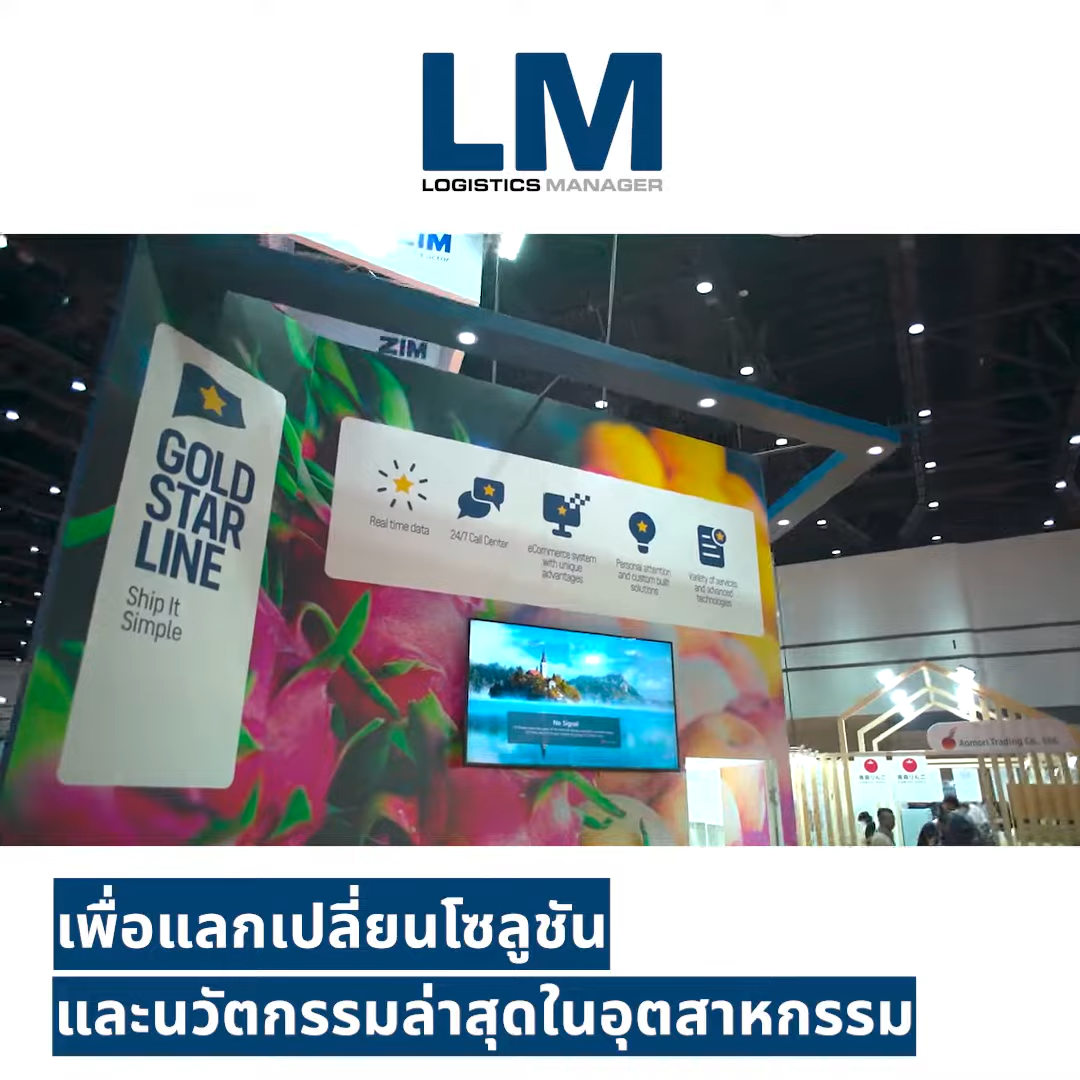 LM
LOGISTICS MANAGER
ZIM
ZIM
GOLD
STAR
LINE
Ship It
Simple
Real time data
24/7 Call Center
eCommerce system
with unique
advantages
Personal attention
and custom built
solutions
Variety of services
and advanced
technologies
No Signal
Aomori Trading Co., Inc.
เพื่อแลกเปลี่ยนโซลูชัน
และนวัตกรรมล่าสุดในอุตสาหกรรม